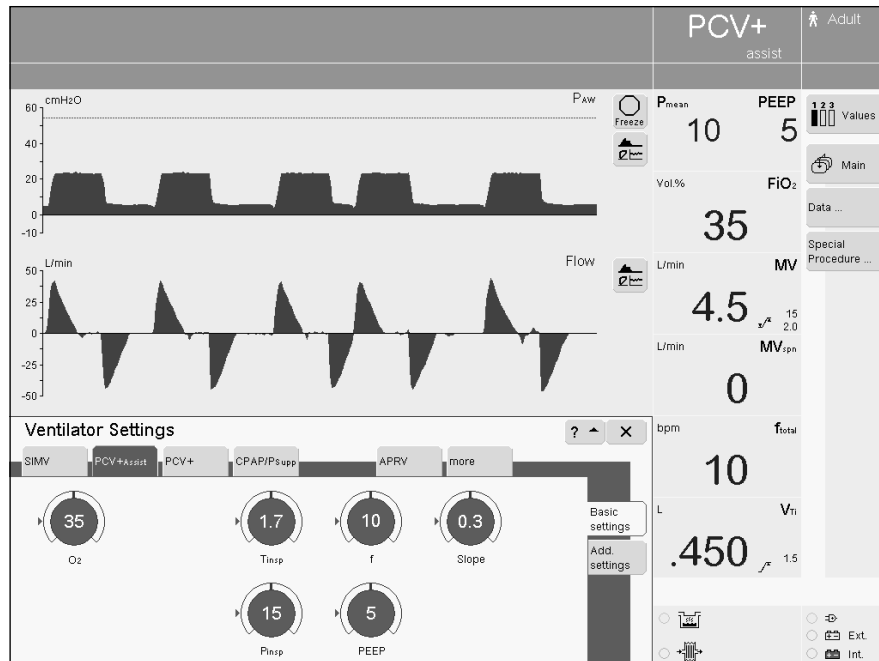 PCV+
assist
Adult
cmH2O
PAW
60
40
20
0
-10
Freeze
Pmean
PEEP
10
5
1 2 3
Values
Main
Vol.%
FiO2
35
Data ...
Special
Procedure ...
L/min
Flow
50
25
0
-25
-50
L/min
MV
4.5
15
2.0
L/min
MVspn
0
Ventilator Settings
? ×
SIMV
PCV+Assist
PCV+
CPAP/Psupp
APRV
more
bpm
ftotal
10
35
1.7
10
0.3
O2
Tinsp
f
Slope
Basic
settings
Add.
settings
L
VTi
.450
1.5
15
5
Pinsp
PEEP
Ext.
Int.